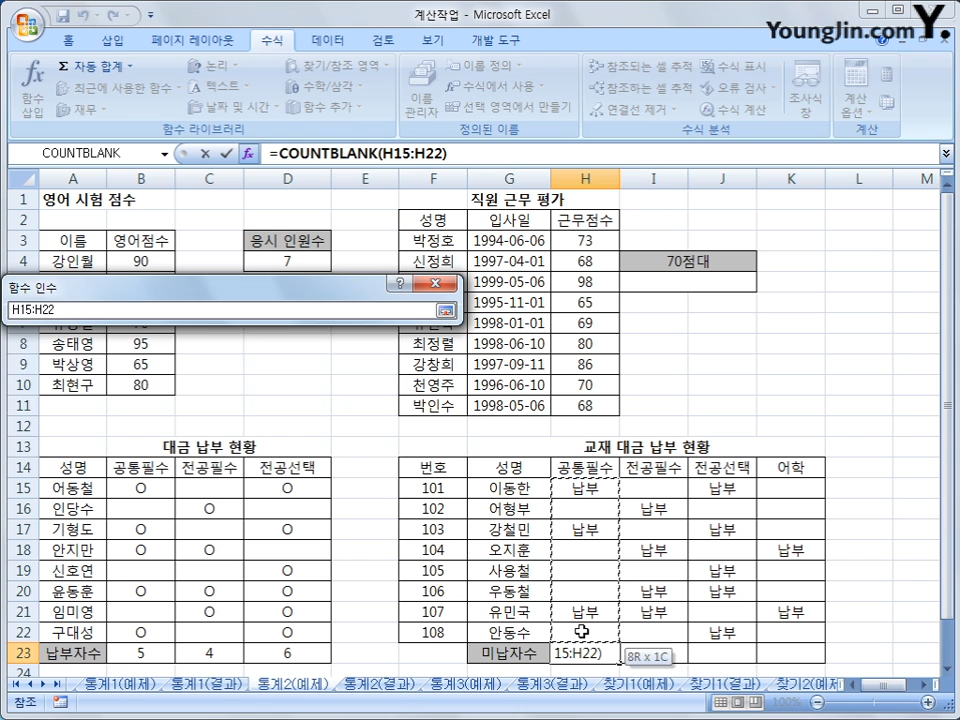 계산작업 - Microsoft Excel
YoungJin.com Y.
홈 삽입 페이지 레이아웃 수식 데이터 검토 보기 개발 도구
함수 삽입
Σ 자동 합계
최근에 사용한 함수
재무
논리
텍스트
날짜 및 시간
찾기/참조 영역
수학/삼각
함수 추가
함수 라이브러리
이름 관리자
이름 정의
수식에서 사용
선택 영역에서 만들기
정의된 이름
참조되는 셀 추적
참조하는 셀 추적
연결선 제거
수식 표시
오류 검사
수식 계산
수식 분석
조사식 창
계산 옵션
계산
COUNTBLANK fx =COUNTBLANK(H15:H22)
A B C D E F G H I J K L M
1 영어 시험 점수 직원 근무 평가
2 성명 입사일 근무점수
3 이름 영어점수 응시 인원수 박정호 1994-06-06 73
4 강인월 90 7 신정희 1997-04-01 68 70점대
1999-05-06 98
함수 인수 ?
H15:H22
1995-11-01 65
1998-01-01 69
8 송태영 95 최정렬 1998-06-10 80
9 박상영 65 강창희 1997-09-11 86
10 최현구 80 천영주 1996-06-10 70
11 박인수 1998-05-06 68
12
13 대금 납부 현황 교재 대금 납부 현황
14 성명 공통필수 전공필수 전공선택 번호 성명 공통필수 전공필수 전공선택 어학
15 어동철 O O 101 이동한 납부 납부
16 인당수 O 102 어형부 납부
17 기형도 O O 103 강철민 납부 납부
18 안지만 O O 104 오지훈 납부 납부
19 신호연 O 105 사용철 납부
20 윤동훈 O O O 106 우동철 납부 납부
21 임미영 O O 107 유민국 납부 납부 납부
22 구대성 O O 108 안동수 납부
23 납부자수 5 4 6 미납자수 15:H22) 8R x 1C
24
통계1(예제) 통계1(결과) 통계2(예제) 통계2(결과) 통계3(예제) 통계3(결과) 찾기1(예제) 찾기1(결과) 찾기2(예제
참조 100%